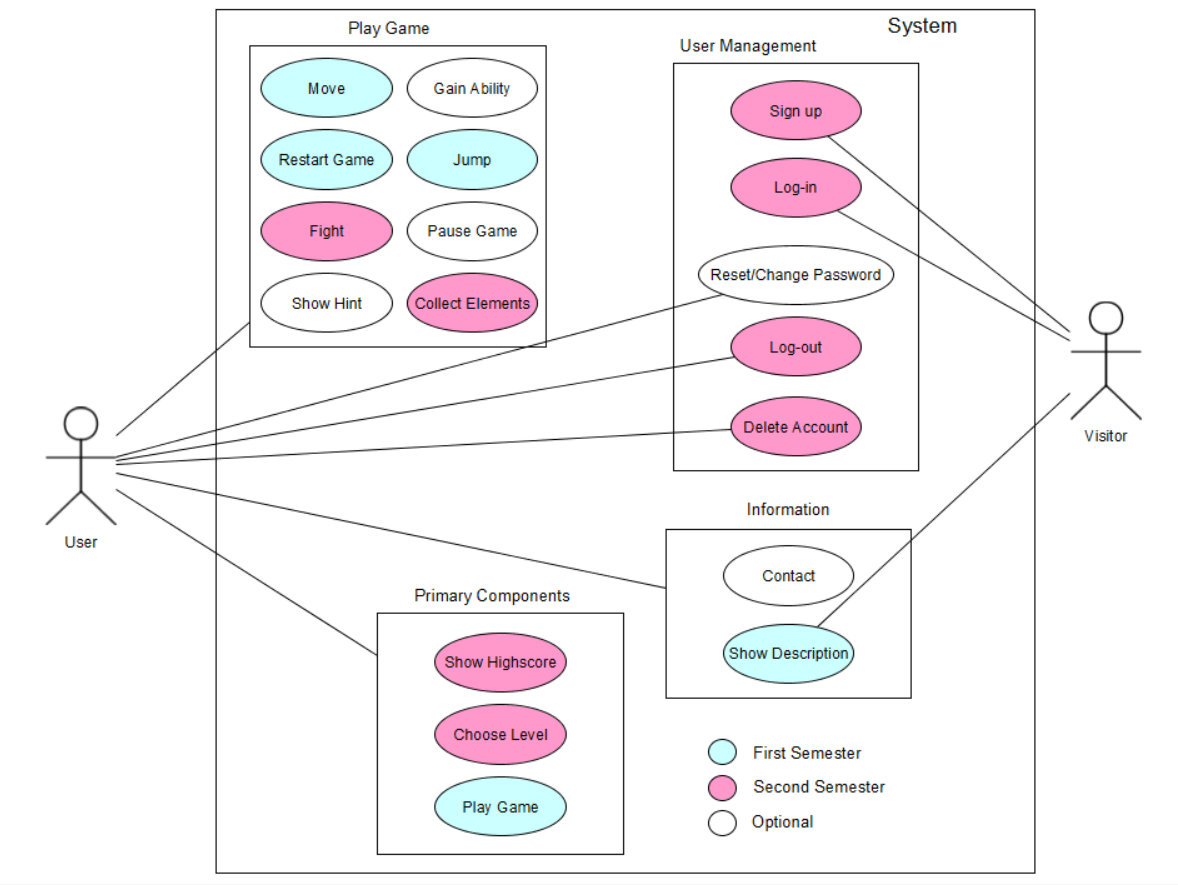 System
Play Game
Move
Gain Ability
Restart Game
Jump
Fight
Pause Game
Show Hint
Collect Elements
User Management
Sign up
Log-in
Reset/Change Password
Log-out
Delete Account
User
Visitor
Information
Contact
Show Description
Primary Components
Show Highscore
Choose Level
Play Game
First Semester
Second Semester
Optional